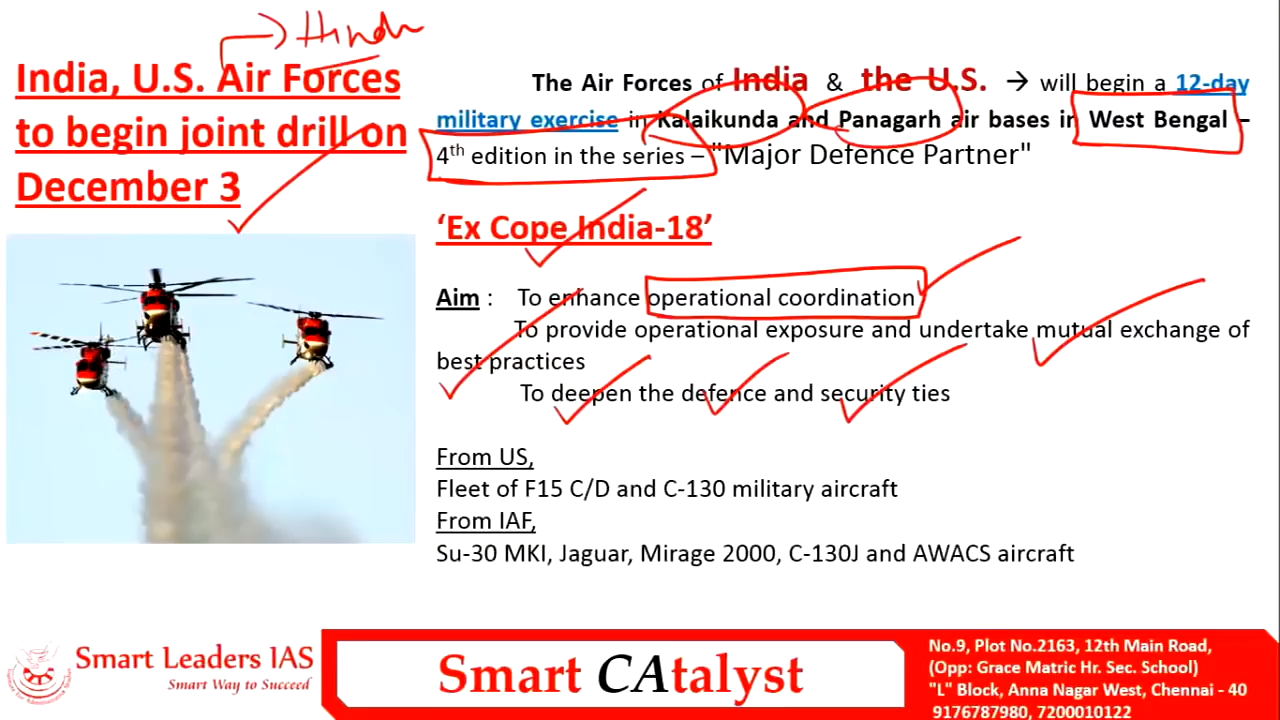 Hindu
India, U.S. Air Forces
to begin joint drill on
December 3
The Air Forces of India & the U.S. → will begin a 12-day
military exercise in Kalaikunda and Panagarh air bases in West Bengal –
4th edition in the series – "Major Defence Partner"
'Ex Cope India-18'
Aim : To enhance operational coordination
To provide operational exposure and undertake mutual exchange of
best practices
To deepen the defence and security ties
From US,
Fleet of F15 C/D and C-130 military aircraft
From IAF,
Su-30 MKI, Jaguar, Mirage 2000, C-130J and AWACS aircraft
Smart Leaders IAS
Smart Way to Succeed
Smart CAtalyst
No.9, Plot No.2163, 12th Main Road,
(Opp: Grace Matric Hr. Sec. School)
"L" Block, Anna Nagar West, Chennai - 40
9176787980, 7200010122